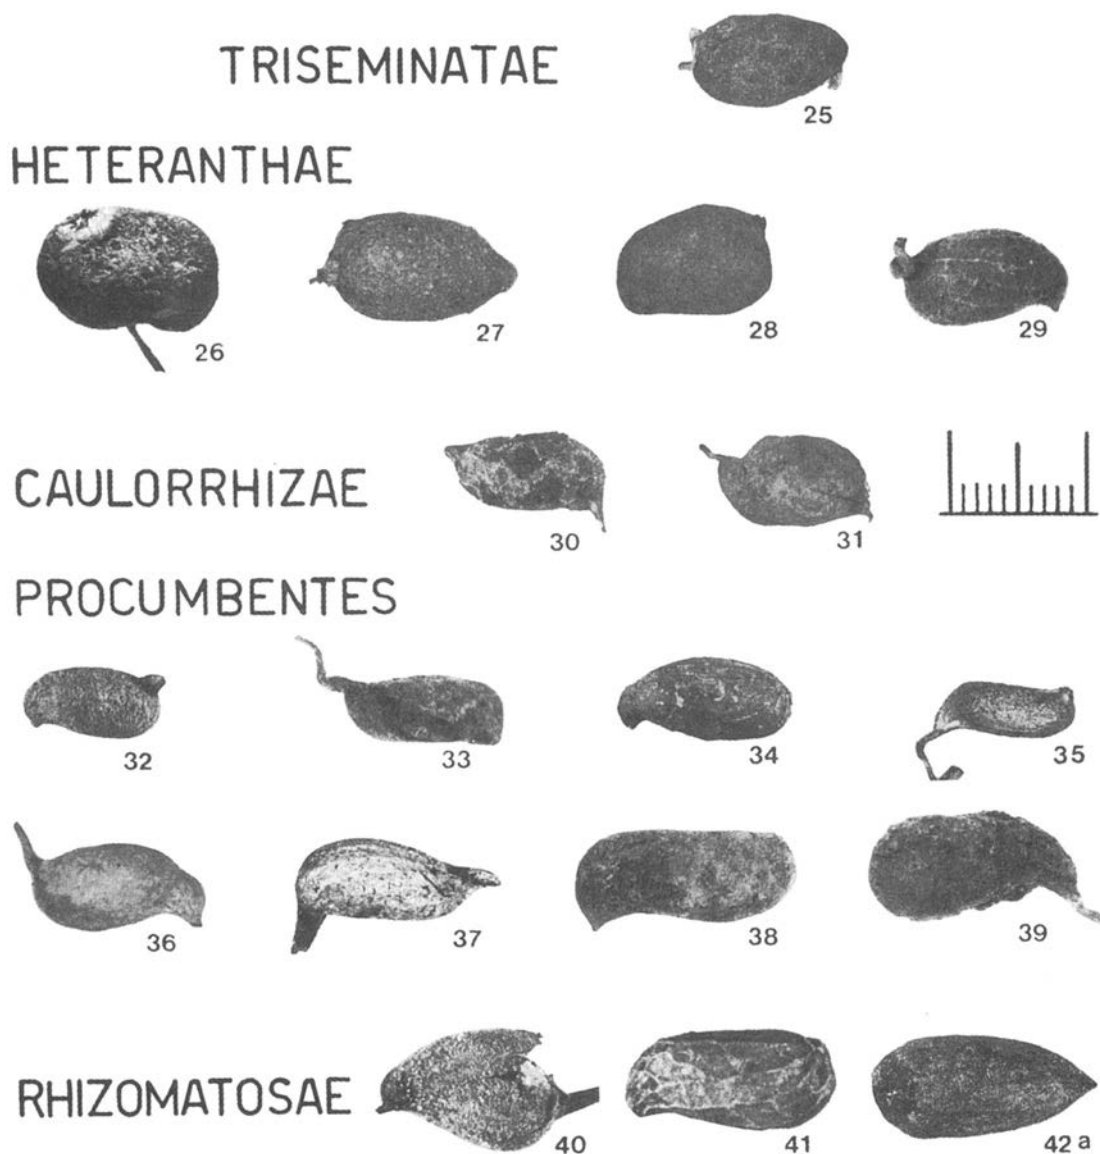 TRISEMINATAE
25
HETERANTHAE
26 27 28 29
CAULORRHIZAE
30 31
PROCUMBENTES
32 33 34 35
36 37 38 39
RHIZOMATOSAE
40 41 42 a